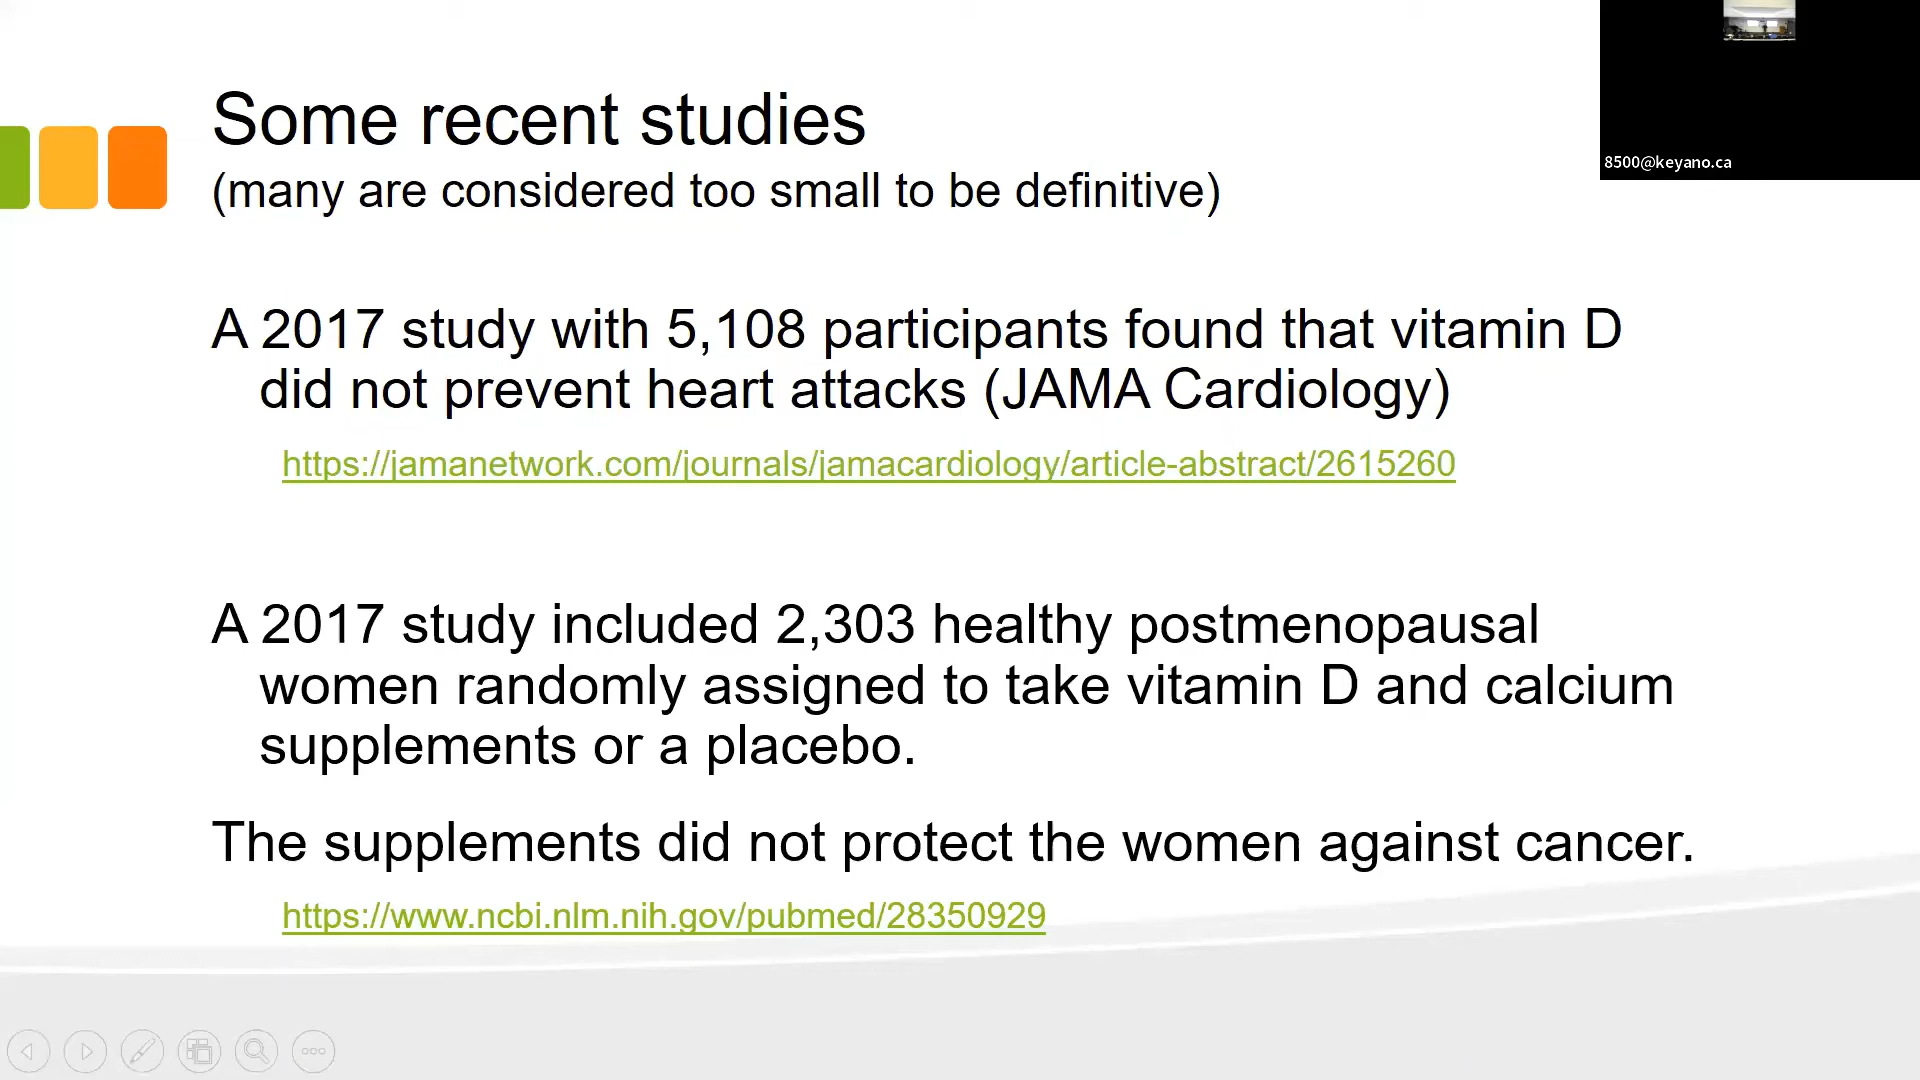 Some recent studies
(many are considered too small to be definitive)
8500@keyano.ca
A 2017 study with 5,108 participants found that vitamin D
did not prevent heart attacks (JAMA Cardiology)
https://jamanetwork.com/journals/jamacardiology/article-abstract/2615260
A 2017 study included 2,303 healthy postmenopausal
women randomly assigned to take vitamin D and calcium
supplements or a placebo.
The supplements did not protect the women against cancer.
https://www.ncbi.nlm.nih.gov/pubmed/28350929